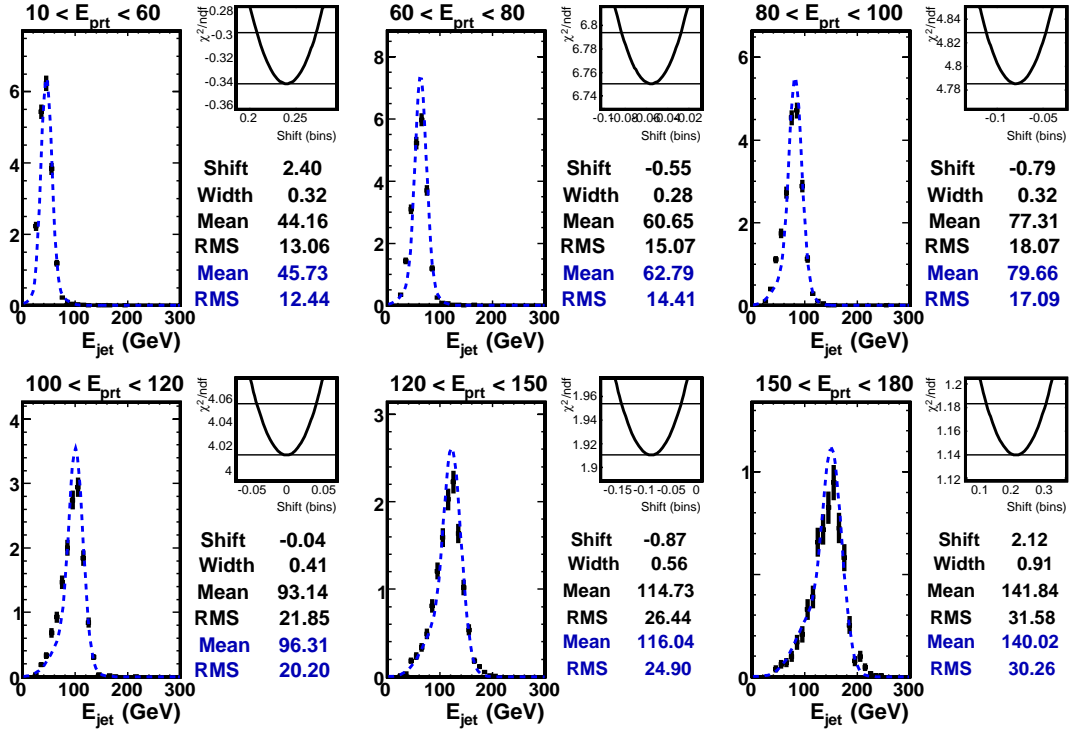 10 < E_prt < 60
6
4
2
0
0 100 200 300
E_jet (GeV)
χ²/ndf
-0.28
-0.3
-0.32
-0.34
-0.36
0.2 0.25
Shift (bins)
Shift 2.40
Width 0.32
Mean 44.16
RMS 13.06
Mean 45.73
RMS 12.44
60 < E_prt < 80
8
6
4
2
0
0 100 200 300
E_jet (GeV)
χ²/ndf
6.8
6.78
6.76
6.74
-0.10-0.08-0.06-0.04-0.02
Shift (bins)
Shift -0.55
Width 0.28
Mean 60.65
RMS 15.07
Mean 62.79
RMS 14.41
80 < E_prt < 100
6
4
2
0
0 100 200 300
E_jet (GeV)
χ²/ndf
4.84
4.82
4.8
4.78
-0.1 -0.05
Shift (bins)
Shift -0.79
Width 0.32
Mean 77.31
RMS 18.07
Mean 79.66
RMS 17.09
100 < E_prt < 120
4
3
2
1
0
0 100 200 300
E_jet (GeV)
χ²/ndf
4.06
4.04
4.02
4
-0.05 0 0.05
Shift (bins)
Shift -0.04
Width 0.41
Mean 93.14
RMS 21.85
Mean 96.31
RMS 20.20
120 < E_prt < 150
3
2
1
0
0 100 200 300
E_jet (GeV)
χ²/ndf
1.96
1.94
1.92
1.9
-0.15 -0.1 -0.05 0
Shift (bins)
Shift -0.87
Width 0.56
Mean 114.73
RMS 26.44
Mean 116.04
RMS 24.90
150 < E_prt < 180
1
1
0 100 200 300
E_jet (GeV)
χ²/ndf
1.2
1.18
1.16
1.14
1.12
0.1 0.2 0.3
Shift (bins)
Shift 2.12
Width 0.91
Mean 141.84
RMS 31.58
Mean 140.02
RMS 30.26